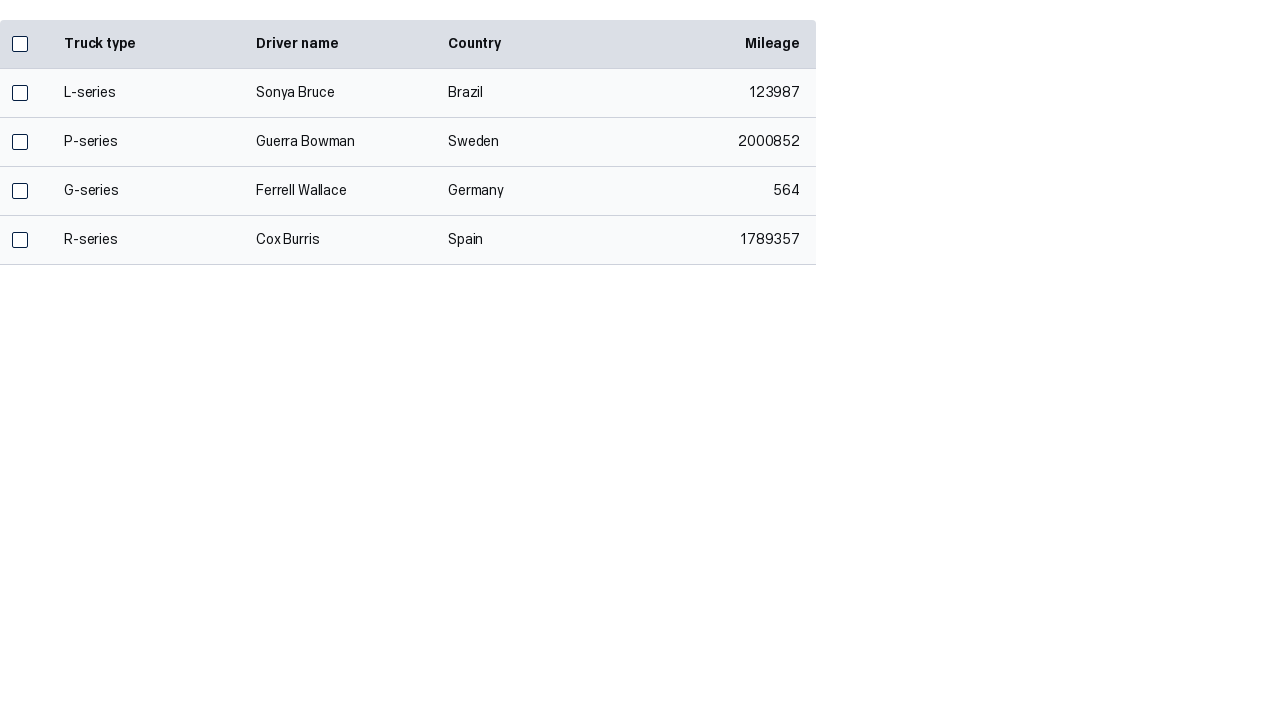 Truck type Driver name Country Mileage
L-series Sonya Bruce Brazil 123987
P-series Guerra Bowman Sweden 2000852
G-series Ferrell Wallace Germany 564
R-series Cox Burris Spain 1789357